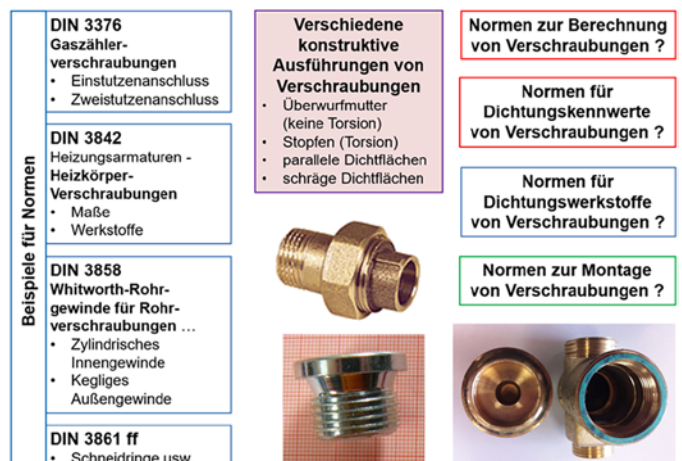 Beispiele für Normen
DIN 3376
Gaszähler-
verschraubungen
• Einstutzenanschluss
• Zweistutzenanschluss
DIN 3842
Heizungsarmaturen -
Heizkörper-
Verschraubungen
• Maße
• Werkstoffe
DIN 3858
Whitworth-Rohr-
gewinde für Rohr-
verschraubungen …
• Zylindrisches
Innengewinde
• Kegliges
Außengewinde
DIN 3861 ff
• Schneidringe usw
Verschiedene
konstruktive
Ausführungen von
Verschraubungen
• Überwurfmutter
(keine Torsion)
• Stopfen (Torsion)
• parallele Dichtflächen
• schräge Dichtflächen
Normen zur Berechnung
von Verschraubungen ?
Normen für
Dichtungskennwerte
von Verschraubungen ?
Normen für
Dichtungswerkstoffe
von Verschraubungen ?
Normen zur Montage
von Verschraubungen ?